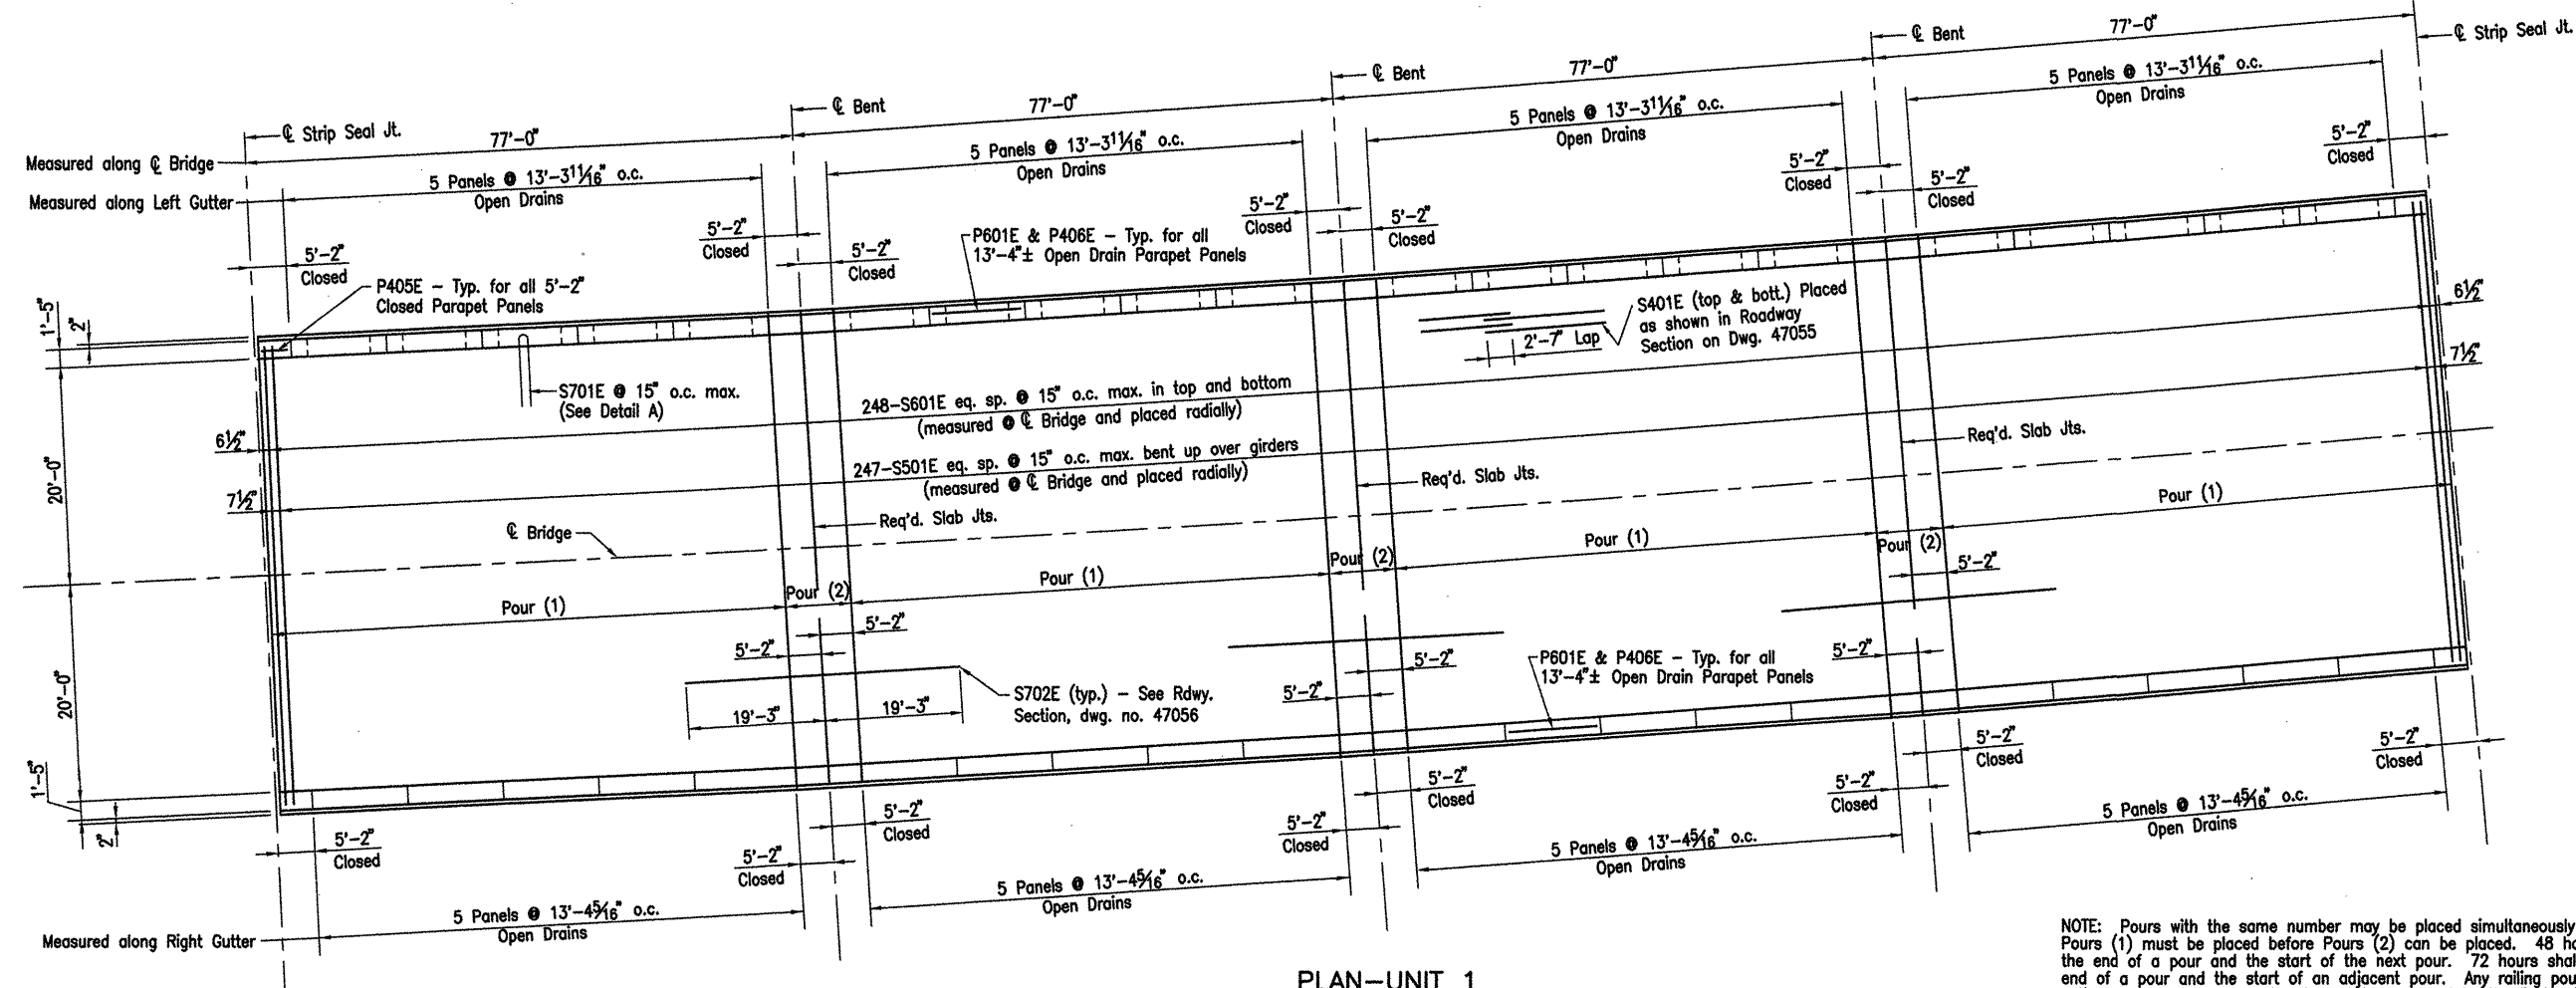 77'-0"
℄ Bent
℄ Strip Seal Jt.
77'-0"
℄ Bent
5 Panels @ 13'-3 11/16" o.c.
Open Drains
77'-0"
℄ Bent
5 Panels @ 13'-3 11/16" o.c.
Open Drains
℄ Strip Seal Jt.
77'-0"
Measured along ℄ Bridge
5 Panels @ 13'-3 11/16" o.c.
Open Drains
5'-2"
Closed
5'-2"
Closed
5'-2"
Closed
5 Panels @ 13'-3 11/16" o.c.
Open Drains
Measured along Left Gutter
5'-2"
Closed
5'-2"
Closed
5'-2"
Closed
5'-2"
Closed
5'-2"
Closed
P601E & P406E – Typ. for all
13'-4"± Open Drain Parapet Panels
P405E – Typ. for all 5'-2"
Closed Parapet Panels
1'-5"
2"
S401E (top & bott.) Placed
as shown in Roadway
Section on Dwg. 47055
2'-7" Lap
6½"
7½"
S701E @ 15" o.c. max.
(See Detail A)
248-S601E eq. sp. @ 15" o.c. max. in top and bottom
(measured @ ℄ Bridge and placed radially)
6½"
20'-0"
247-S501E eq. sp. @ 15" o.c. max. bent up over girders
(measured @ ℄ Bridge and placed radially)
7½"
Req'd. Slab Jts.
Req'd. Slab Jts.
Req'd. Slab Jts.
℄ Bridge
Pour (1)
Pour (2)
Pour (1)
Pour (2)
Pour (1)
Pour (2)
Pour (1)
5'-2"
5'-2"
5'-2"
5'-2"
5'-2"
5'-2"
20'-0"
19'-3"
19'-3"
S702E (typ.) – See Rdwy.
Section, dwg. no. 47056
P601E & P406E – Typ. for all
13'-4"± Open Drain Parapet Panels
1'-5"
2"
5'-2"
Closed
5'-2"
Closed
5'-2"
Closed
5'-2"
Closed
5'-2"
Closed
5'-2"
Closed
5'-2"
Closed
5'-2"
Closed
5 Panels @ 13'-4 5/16" o.c.
Open Drains
5 Panels @ 13'-4 5/16" o.c.
Open Drains
5 Panels @ 13'-4 5/16" o.c.
Open Drains
5 Panels @ 13'-4 5/16" o.c.
Open Drains
Measured along Right Gutter
PLAN–UNIT 1
NOTE: Pours with the same number may be placed simultaneously
Pours (1) must be placed before Pours (2) can be placed. 48
the end of a pour and the start of the next pour. 72 hours
end of a pour and the start of an adjacent pour. Any railing